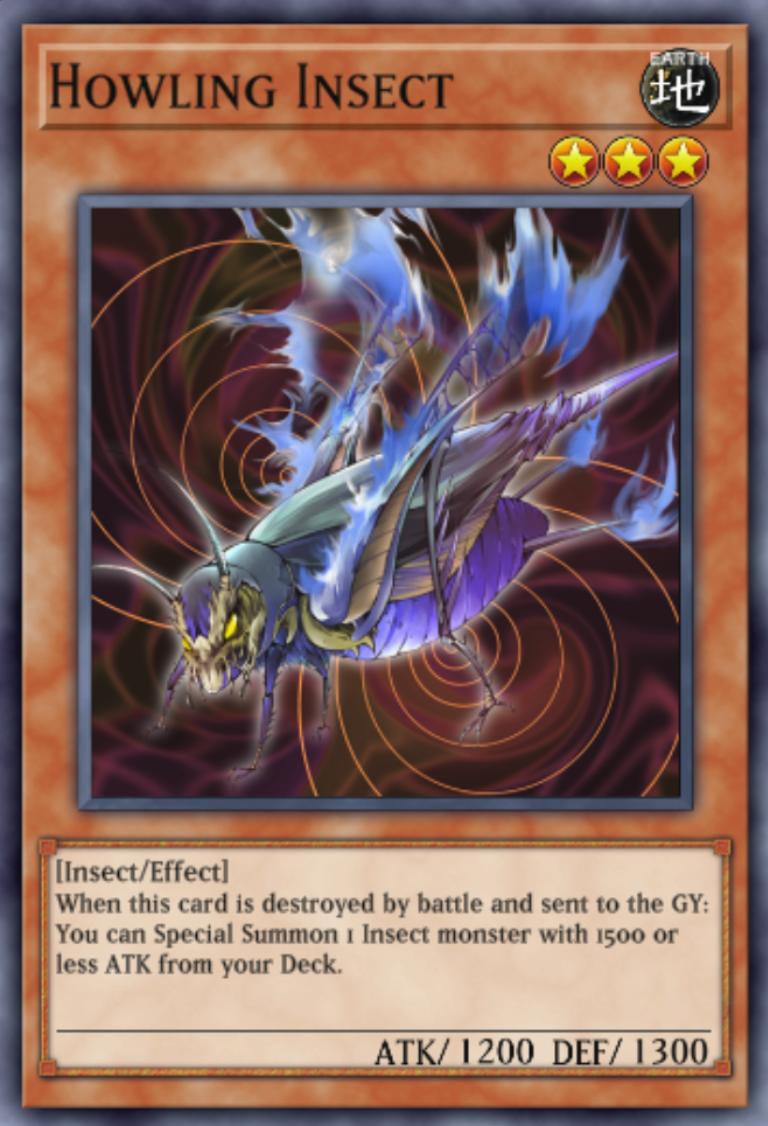 Howling Insect
EARTH
地
[Insect/Effect]
When this card is destroyed by battle and sent to the GY:
You can Special Summon 1 Insect monster with 1500 or
less ATK from your Deck.
ATK/ 1200 DEF/ 1300